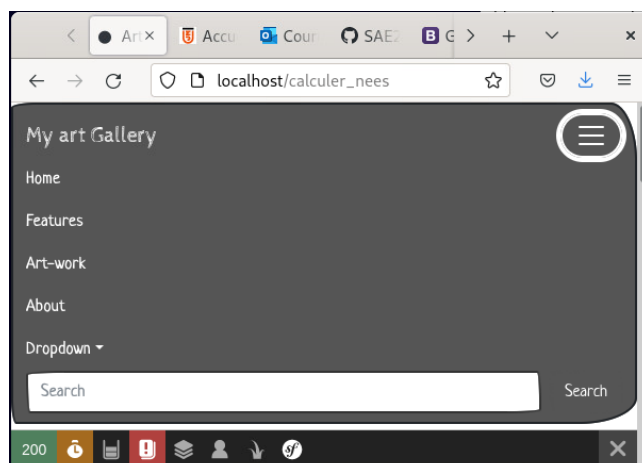 Art
Accu
Cour
SAE2
G
localhost/calculer_nees
My art Gallery
Home
Features
Art-work
About
Dropdown
Search
Search
200